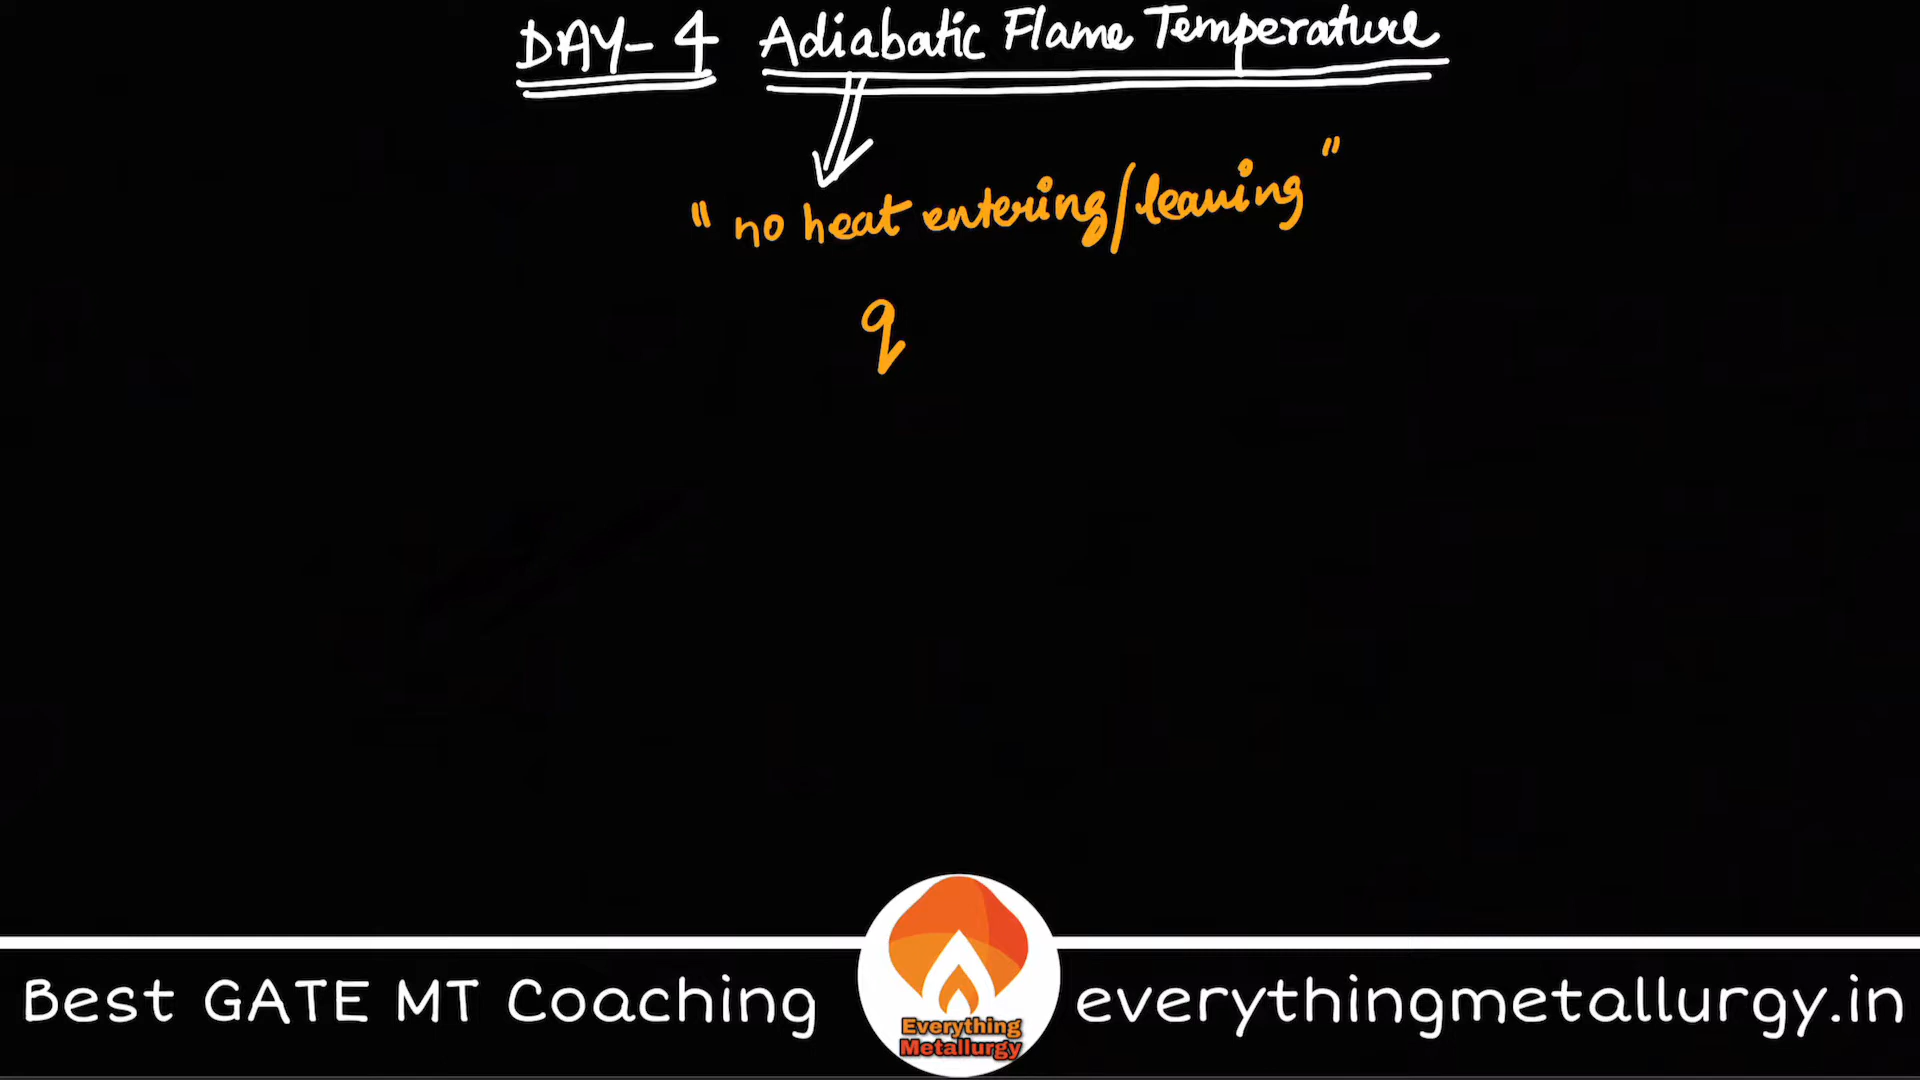 DAY-4 Adiabatic Flame Temperature
"no heat entering/leaving"
q
Best GATE MT Coaching
Everything
Metallurgy
everythingmetallurgy.in